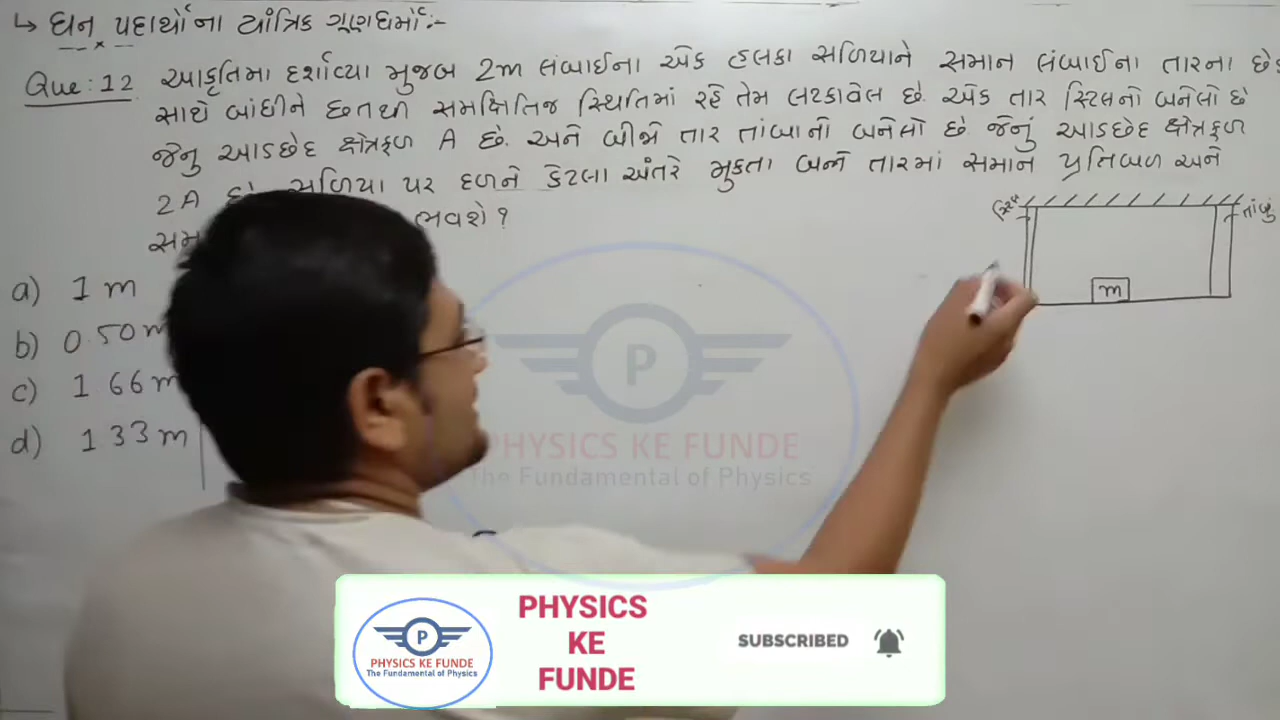 ↳ ઘન પદાર્થોના યાંત્રિક ગુણધર્મો:-
Que: 12 આકૃતિમા દર્શાવ્યા મુજબ 2m લંબાઈના એક હલકા સળિયાને સમાન લંબાઈના તારના છેડ
સાથે બાંધીને છતથી સમક્ષિતિજ સ્થિતિમાં રહે તેમ લટકાવેલ છે. એક તાર સ્ટિલનો બનેલો છે
જેનુ આડછેદ ક્ષેત્રફળ A છે. અને બીજો તાર તાંબાનો બનેલો છે. જેનું આડછેદ ક્ષેત્રફળ
2A પર દળને કેટલા અંતરે મુકતા બન્ને તારમાં સમાન પ્રતિબળ અને
સમ ભવશે?
તાંબુ
m
a) 1 m
b) 0.50 m
c) 1.66 m
d) 1.33 m
P
PHYSICS KE FUNDE
The Fundamental of Physics
P
PHYSICS KE FUNDE
The Fundamental of Physics
PHYSICS
KE
FUNDE
SUBSCRIBED